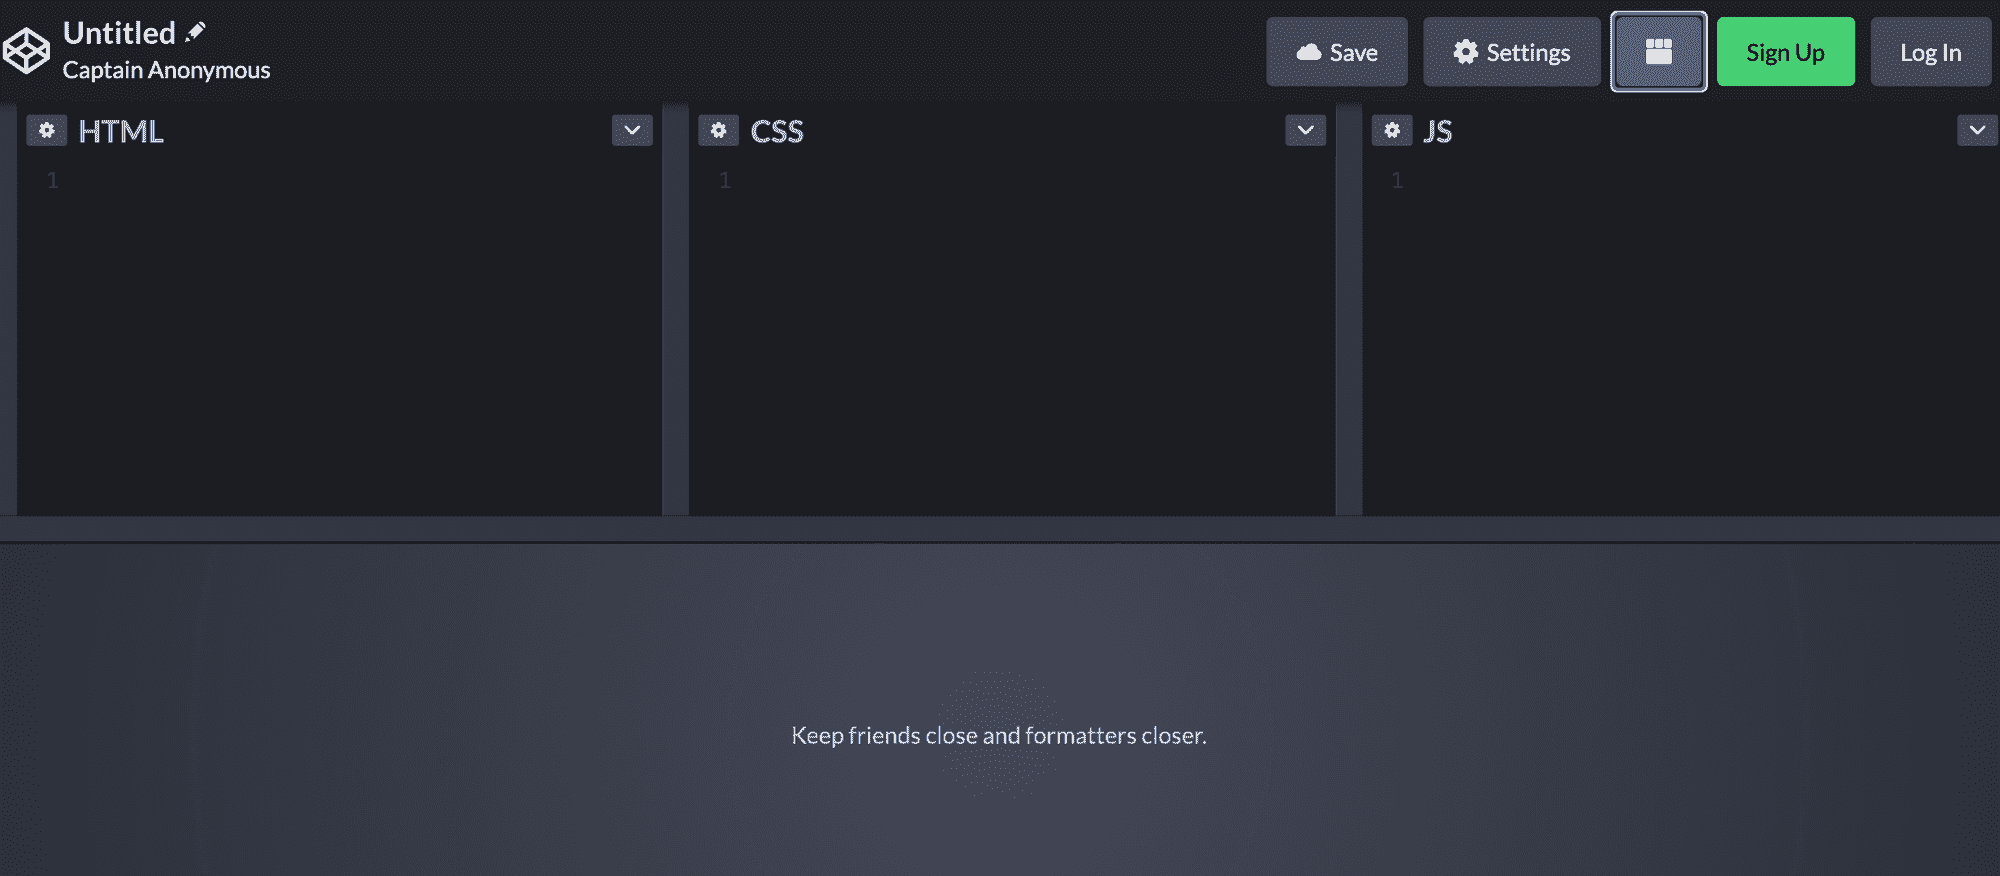 Untitled
Captain Anonymous
Save
Settings
Sign Up
Log In
HTML
CSS
JS
1
1
1
Keep friends close and formatters closer.